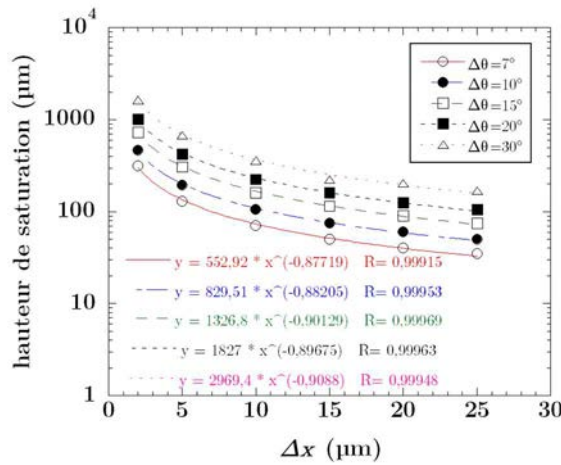 10^4
1000
100
10
1
hauteur de saturation (µm)
Δθ=7°
Δθ=10°
Δθ=15°
Δθ=20°
Δθ=30°
y = 552,92 * x^(-0,87719) R= 0,99915
y = 829,51 * x^(-0,88205) R= 0,99953
y = 1326,8 * x^(-0,90129) R= 0,99969
y = 1827 * x^(-0,89675) R= 0,99963
y = 2969,4 * x^(-0,9088) R= 0,99948
0 5 10 15 20 25 30
Δx (µm)